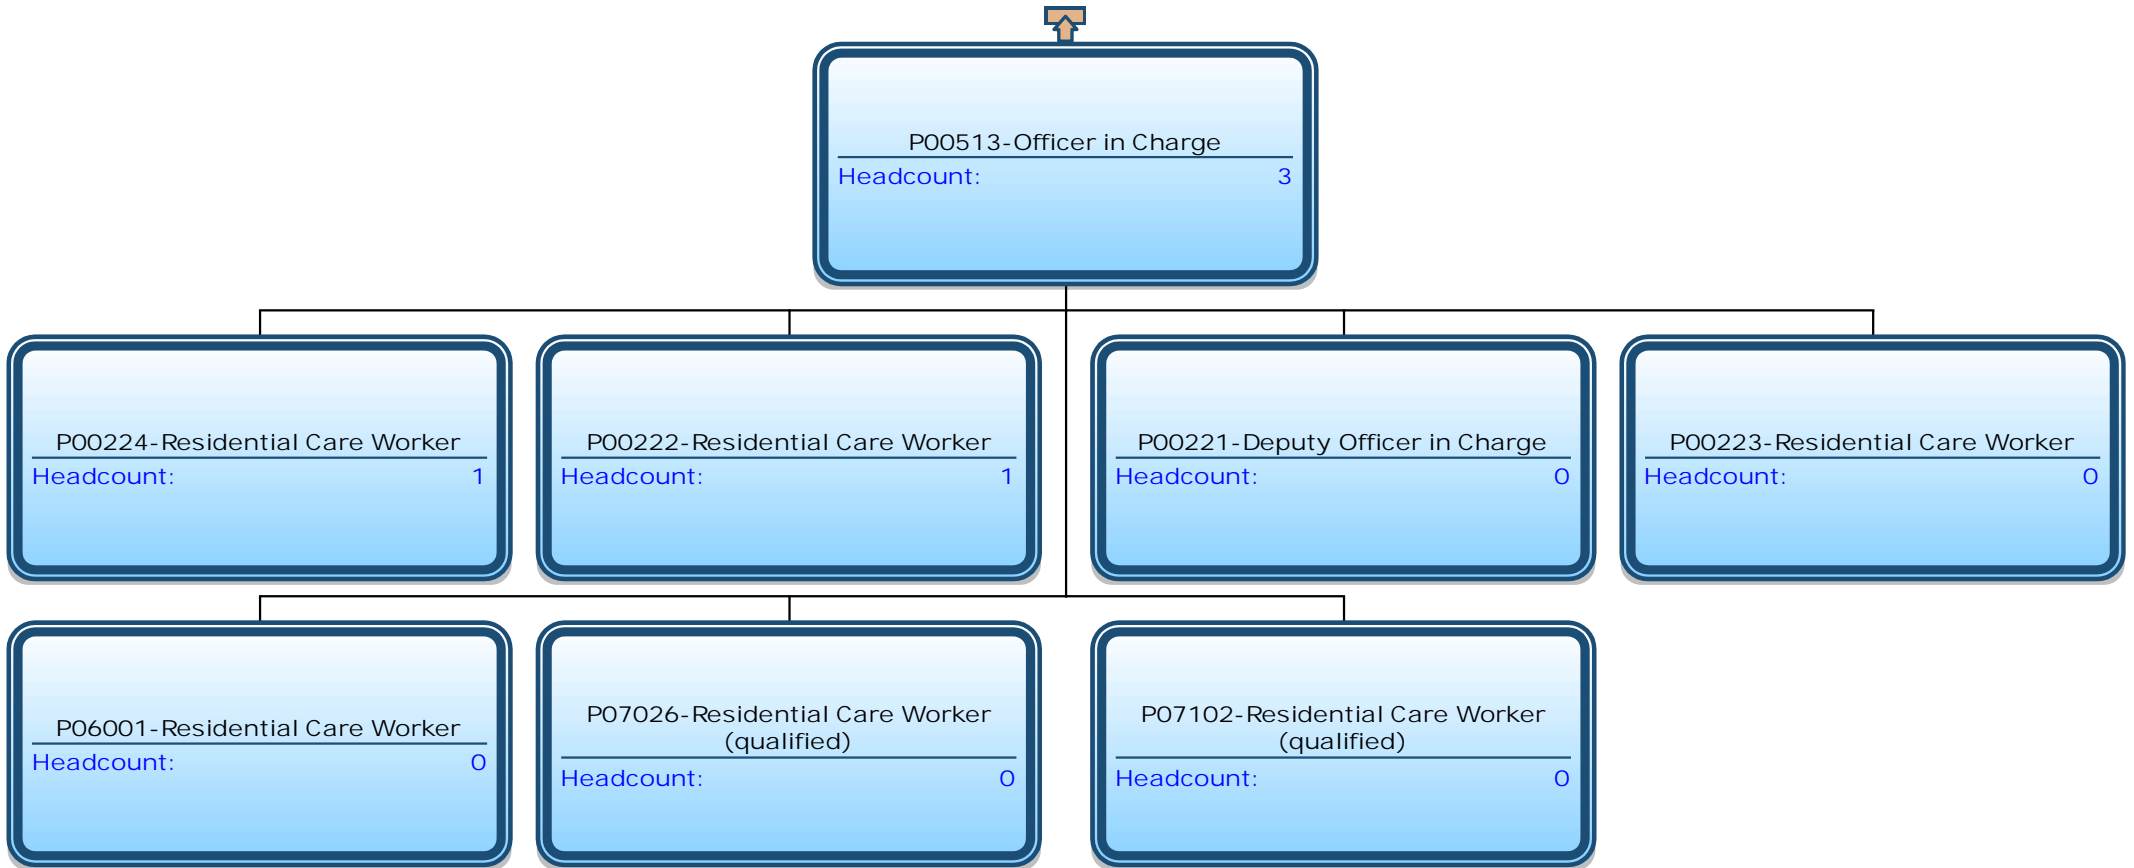 P00513-Officer in Charge
Headcount: 3
P00224-Residential Care Worker
Headcount: 1
P00222-Residential Care Worker
Headcount: 1
P00221-Deputy Officer in Charge
Headcount: 0
P00223-Residential Care Worker
Headcount: 0
P06001-Residential Care Worker
Headcount: 0
P07026-Residential Care Worker
(qualified)
Headcount: 0
P07102-Residential Care Worker
(qualified)
Headcount: 0